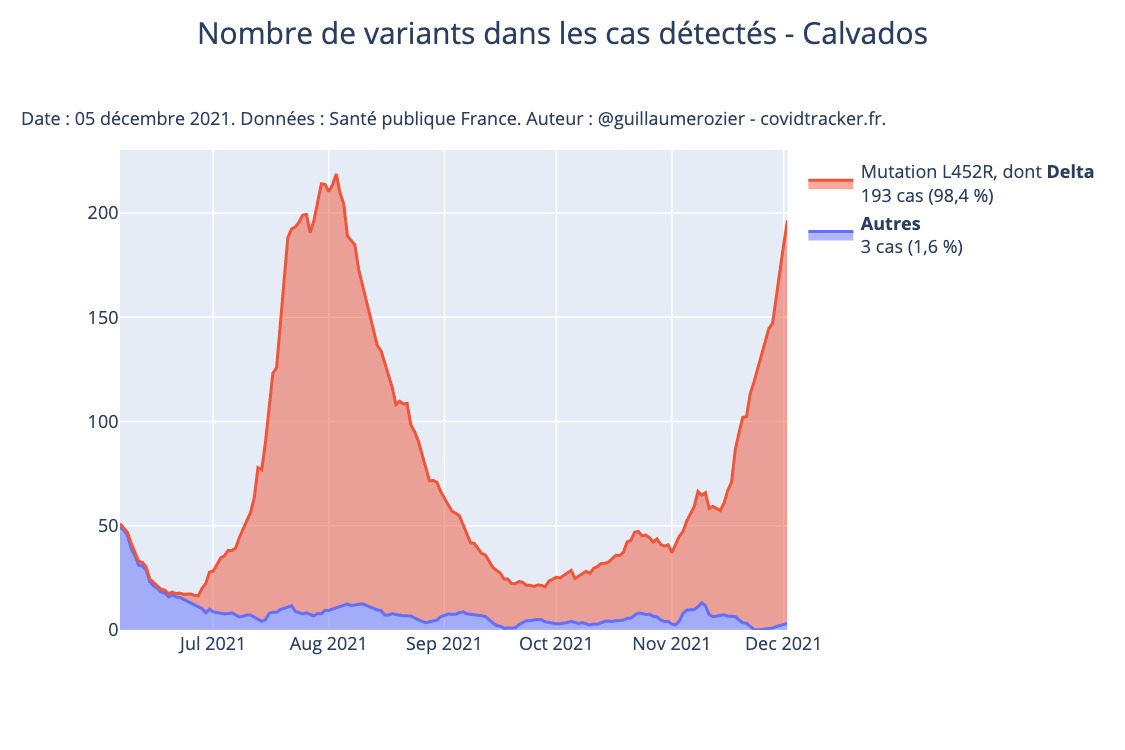 Nombre de variants dans les cas détectés - Calvados
Date : 05 décembre 2021. Données : Santé publique France. Auteur : @guillaumerozier - covidtracker.fr.
Mutation L452R, dont Delta
193 cas (98,4 %)
Autres
3 cas (1,6 %)
200
150
100
50
0
Jul 2021
Aug 2021
Sep 2021
Oct 2021
Nov 2021
Dec 2021